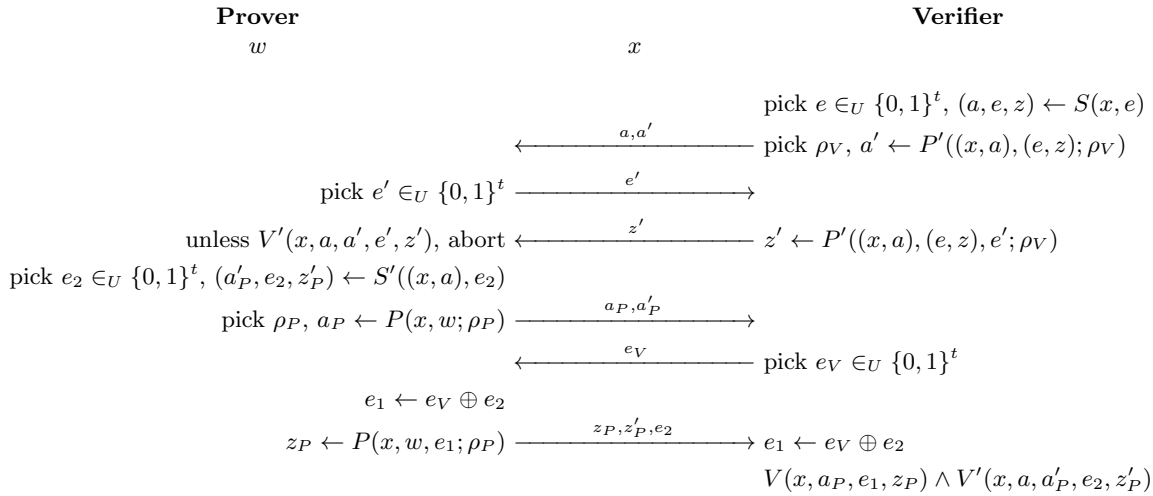 Prover Verifier
w x
pick e ∈_U {0, 1}^t, (a, e, z) ← S(x, e)
a,a′ pick ρ_V, a′ ← P′((x, a), (e, z); ρ_V)
pick e′ ∈_U {0, 1}^t e′
unless V′(x, a, a′, e′, z′), abort z′ z′ ← P′((x, a), (e, z), e′; ρ_V)
pick e_2 ∈_U {0, 1}^t, (a′_P, e_2, z′_P) ← S′((x, a), e_2)
pick ρ_P, a_P ← P(x, w; ρ_P) a_P,a′_P
e_V pick e_V ∈_U {0, 1}^t
e_1 ← e_V ⊕ e_2
z_P ← P(x, w, e_1; ρ_P) z_P,z′_P,e_2 e_1 ← e_V ⊕ e_2
V(x, a_P, e_1, z_P) ∧ V′(x, a, a′_P, e_2, z′_P)